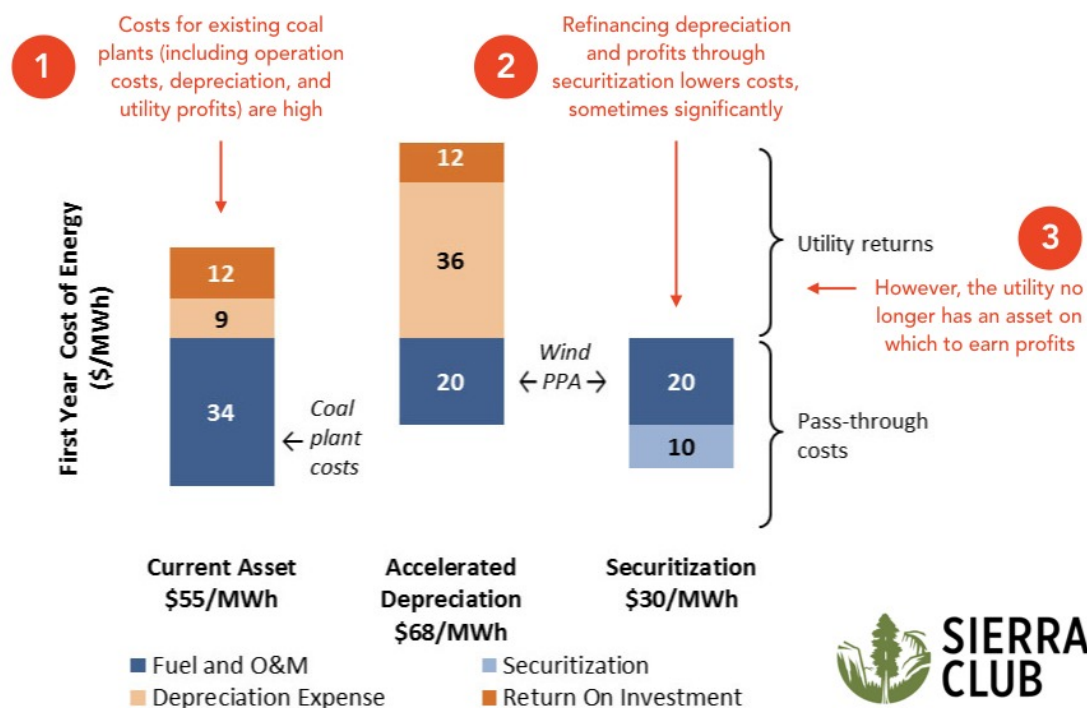 1
Costs for existing coal
plants (including operation
costs, depreciation, and
utility profits) are high
2
Refinancing depreciation
and profits through
securitization lowers costs,
sometimes significantly
First Year Cost of Energy
($/MWh)
12
9
34
← Coal
plant
costs
12
36
20
Wind
← PPA →
20
10
Utility returns
3
However, the utility no
longer has an asset on
which to earn profits
Pass-through
costs
Current Asset
$55/MWh
Accelerated
Depreciation
$68/MWh
Securitization
$30/MWh
Fuel and O&M
Securitization
Depreciation Expense
Return On Investment
SIERRA
CLUB